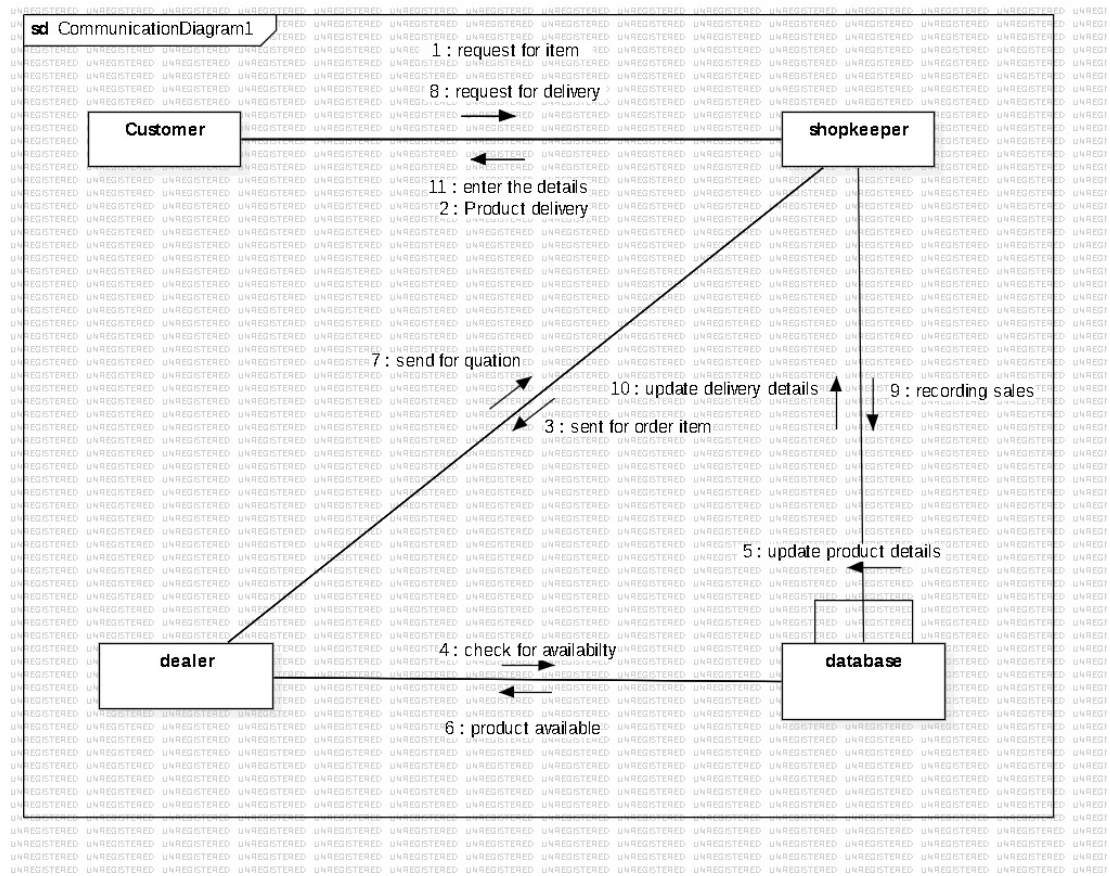 sd CommunicationDiagram1
1 : request for item
8 : request for delivery
Customer
shopkeeper
11 : enter the details
2 : Product delivery
7 : send for quation
10 : update delivery details
9 : recording sales
3 : sent for order item
5 : update product details
dealer
4 : check for availabilty
database
6 : product available
UNREGISTERED